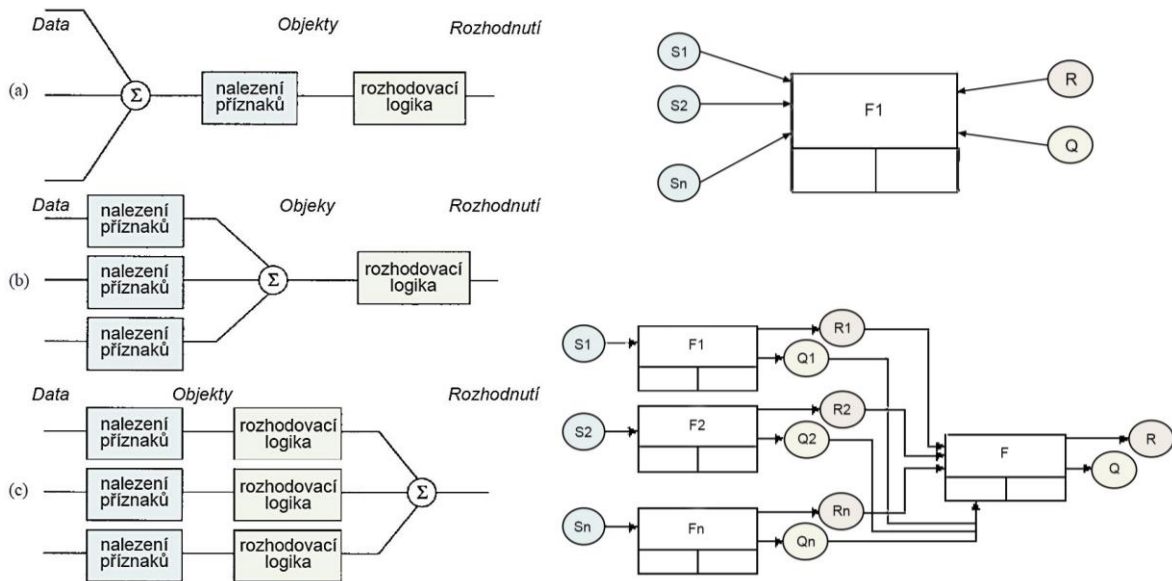 Data
Objekty
Rozhodnutí
(a)
Σ
nalezení
příznaků
rozhodovací
logika
Data
Objeky
Rozhodnutí
(b)
nalezení
příznaků
nalezení
příznaků
nalezení
příznaků
Σ
rozhodovací
logika
Data
Objekty
Rozhodnutí
(c)
nalezení
příznaků
rozhodovací
logika
nalezení
příznaků
rozhodovací
logika
nalezení
příznaků
rozhodovací
logika
Σ
S1
S2
Sn
F1
R
Q
S1
F1
R1
Q1
S2
F2
R2
Q2
Sn
Fn
Rn
Qn
F
R
Q